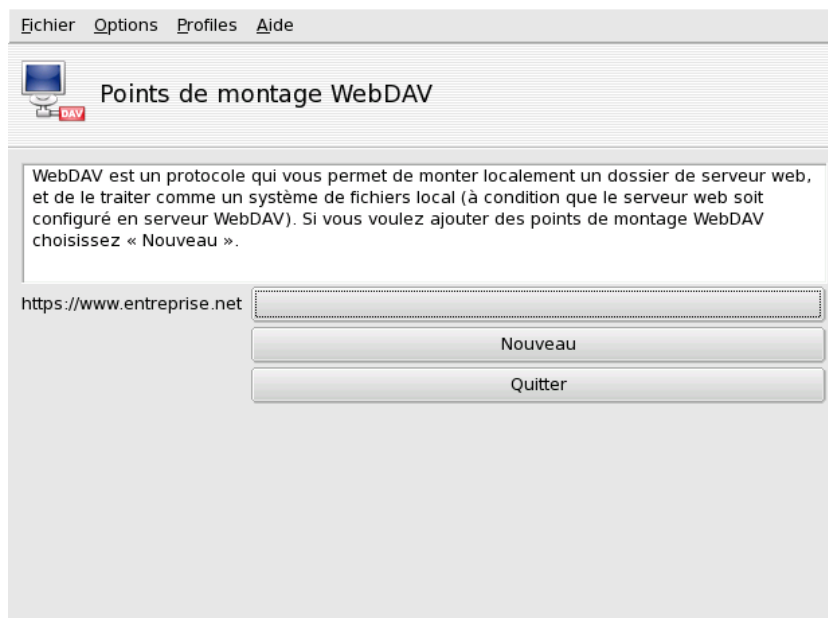 Fichier Options Profiles Aide
Points de montage WebDAV
DAV
WebDAV est un protocole qui vous permet de monter localement un dossier de serveur web,
et de le traiter comme un système de fichiers local (à condition que le serveur web soit
configuré en serveur WebDAV). Si vous voulez ajouter des points de montage WebDAV
choisissez « Nouveau ».
https://www.entreprise.net
Nouveau
Quitter